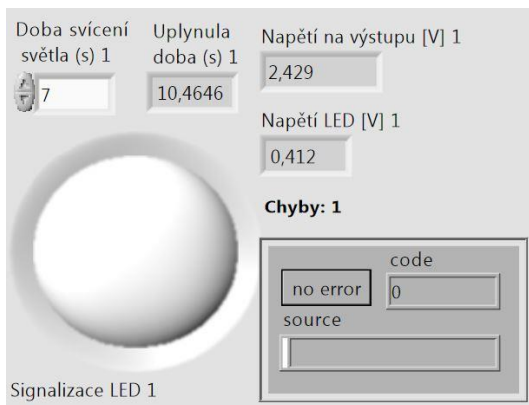 Doba svícení
světla (s) 1
7
Uplynula
doba (s) 1
10,4646
Napětí na výstupu [V] 1
2,429
Napětí LED [V] 1
0,412
Chyby: 1
no error
code
0
source
Signalizace LED 1